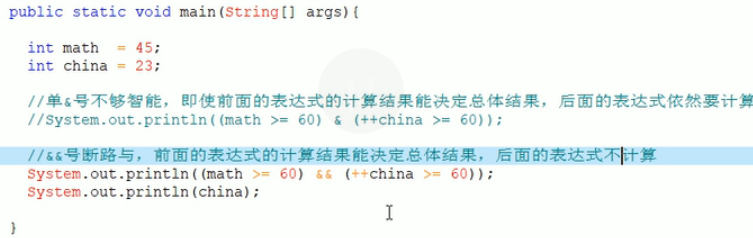 public static void main(String[] args){
int math = 45;
int china = 23;
//单&号不够智能，即使前面的表达式的计算结果能决定总体结果，后面的表达式依然要计算
//System.out.println((math >= 60) & (++china >= 60));
//&&号断路与，前面的表达式的计算结果能决定总体结果，后面的表达式不计算
System.out.println((math >= 60) && (++china >= 60));
System.out.println(china);
}